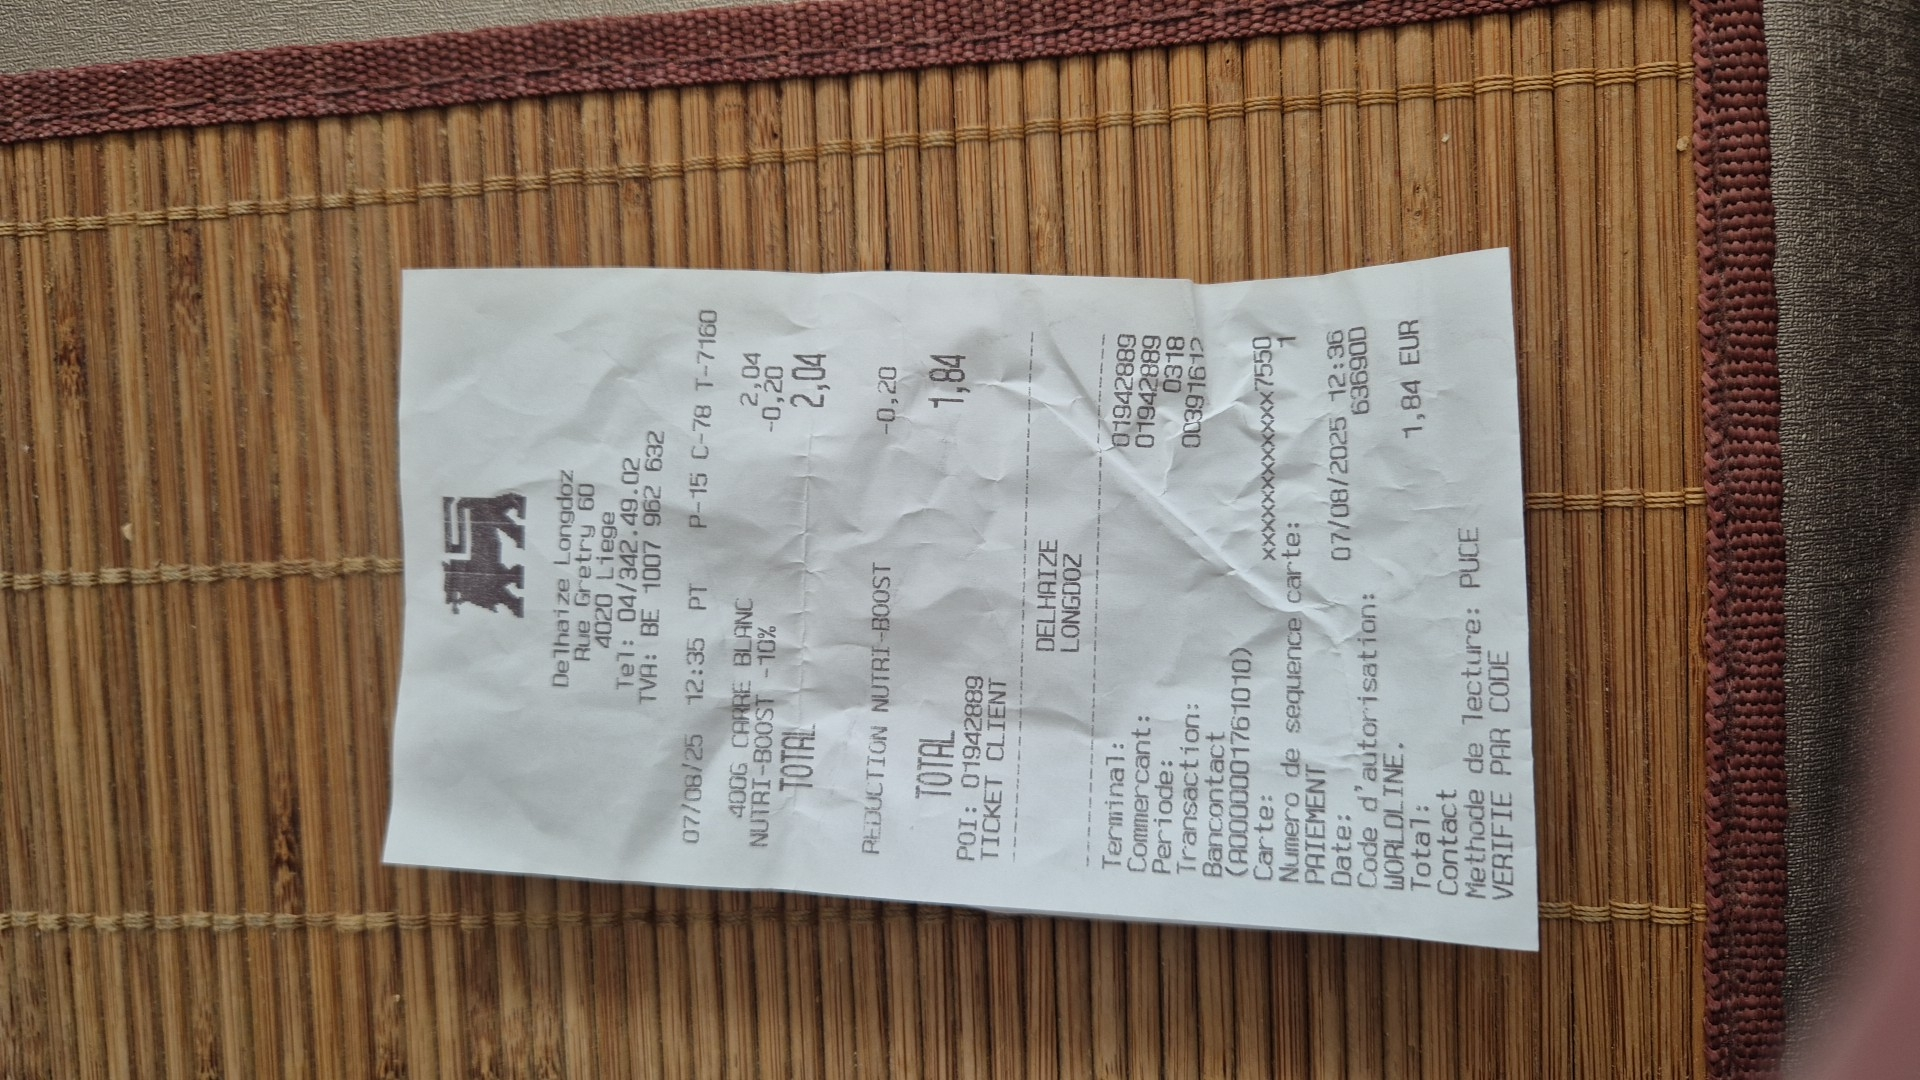 Delhaize Longdoz
Rue Gretry 60
4020 Liege
Tel: 04/342.49.02
TVA: BE 1007 962 632
07/08/25 12:35 PT P-15 C-78 T-7160
400G CARRE BLANC 2,04
NUTRI-BOOST -10% -0,20
TOTAL 2,04
REDUCTION NUTRI-BOOST -0,20
TOTAL 1,84
POI: 01942889
TICKET CLIENT
DELHAIZE
LONGDOZ
Terminal: 01942889
Commercant: 01942889
Periode: 0318
Transaction: 00391612
Bancontact
(A0000001761010)
Carte: xxxxxxxxxxxxx7550
Numero de sequence carte: 1
PAIEMENT
Date: 07/08/2025 12:36
Code d'autorisation: 636900
WORLDLINE.
Total: 1,84 EUR
Contact
Methode de lecture: PUCE
VERIFIE PAR CODE